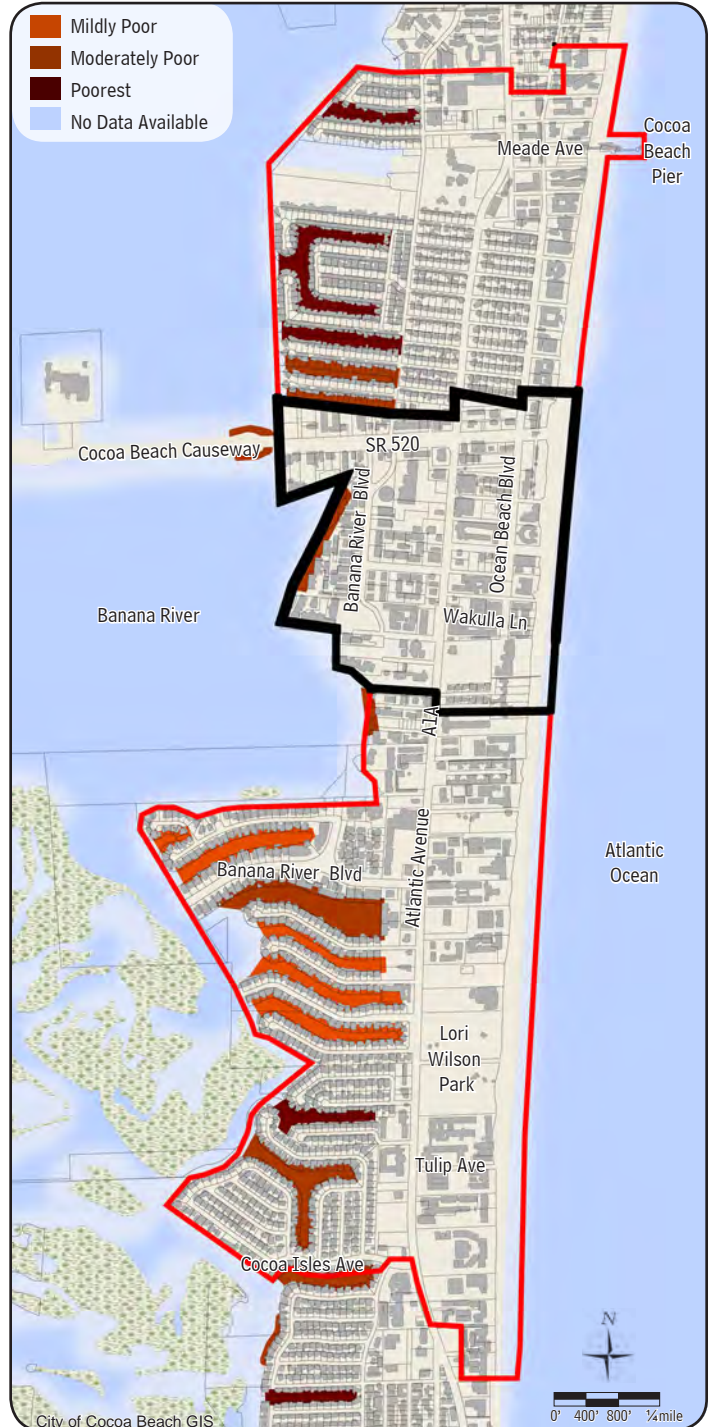 Mildly Poor
Moderately Poor
Poorest
No Data Available
Cocoa
Beach
Pier
Meade Ave
SR 520
Cocoa Beach Causeway
Banana River Blvd
Ocean Beach Blvd
Banana River
Wakulla Ln
A1A
Atlantic Avenue
Atlantic
Ocean
Banana River Blvd
Lori
Wilson
Park
Tulip Ave
Cocoa Isles Ave
N
0' 400' 800' ¼mile
City of Cocoa Beach GIS